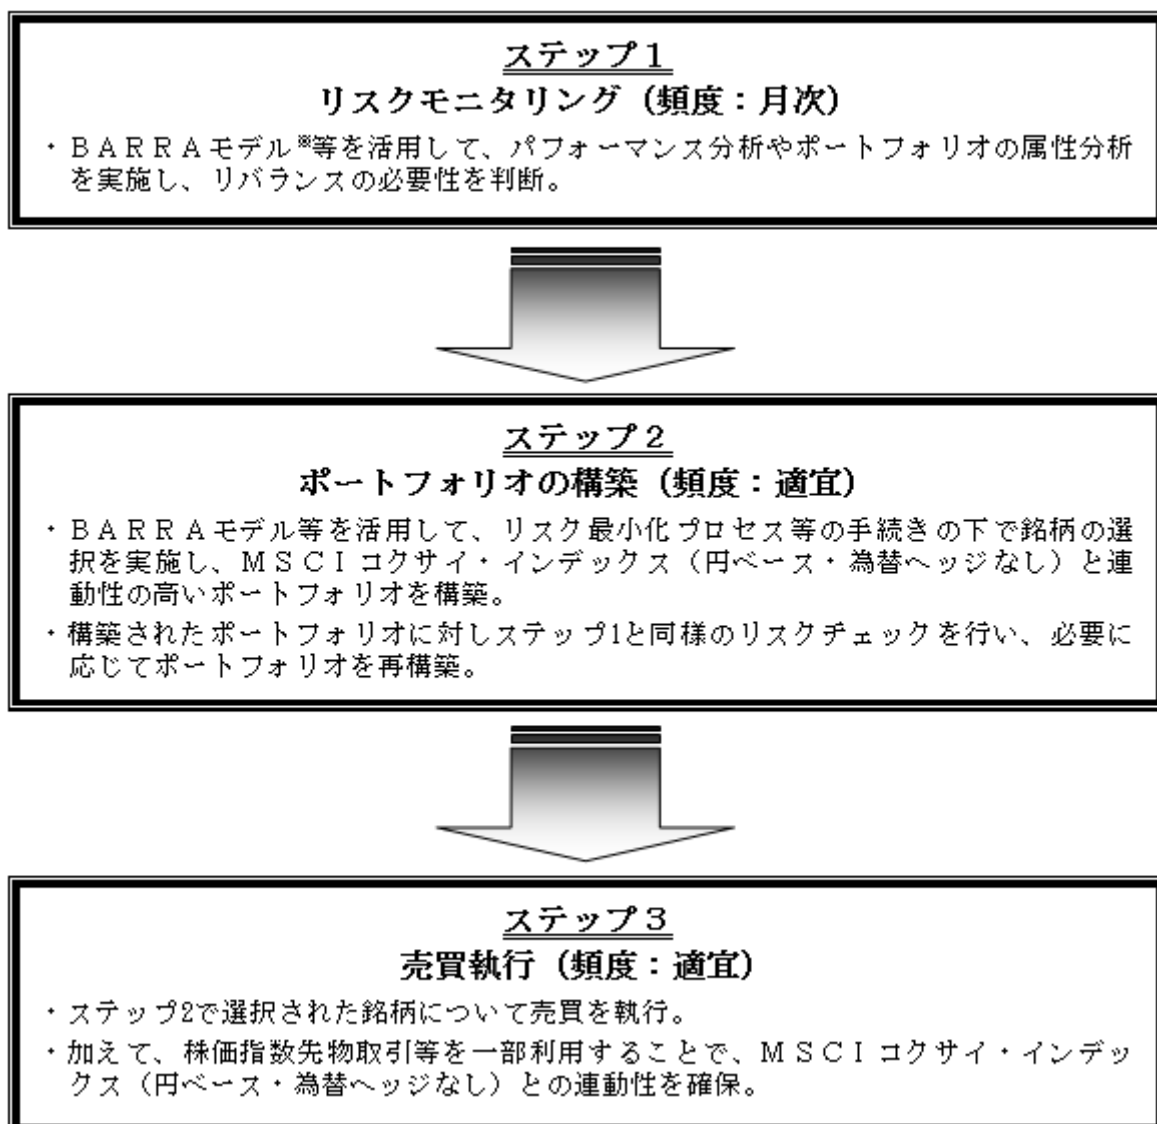 ステップ１
リスクモニタリング（頻度：月次）
・ＢＡＲＲＡモデル※等を活用して、パフォーマンス分析やポートフォリオの属性分析
を実施し、リバランスの必要性を判断。
ステップ２
ポートフォリオの構築（頻度：適宜）
・ＢＡＲＲＡモデル等を活用して、リスク最小化プロセス等の手続きの下で銘柄の選
択を実施し、ＭＳＣＩコクサイ・インデックス（円ベース・為替ヘッジなし）と連
動性の高いポートフォリオを構築。
・構築されたポートフォリオに対しステップ1と同様のリスクチェックを行い、必要に
応じてポートフォリオを再構築。
ステップ３
売買執行（頻度：適宜）
・ステップ2で選択された銘柄について売買を執行。
・加えて、株価指数先物取引等を一部利用することで、ＭＳＣＩコクサイ・インデッ
クス（円ベース・為替ヘッジなし）との連動性を確保。